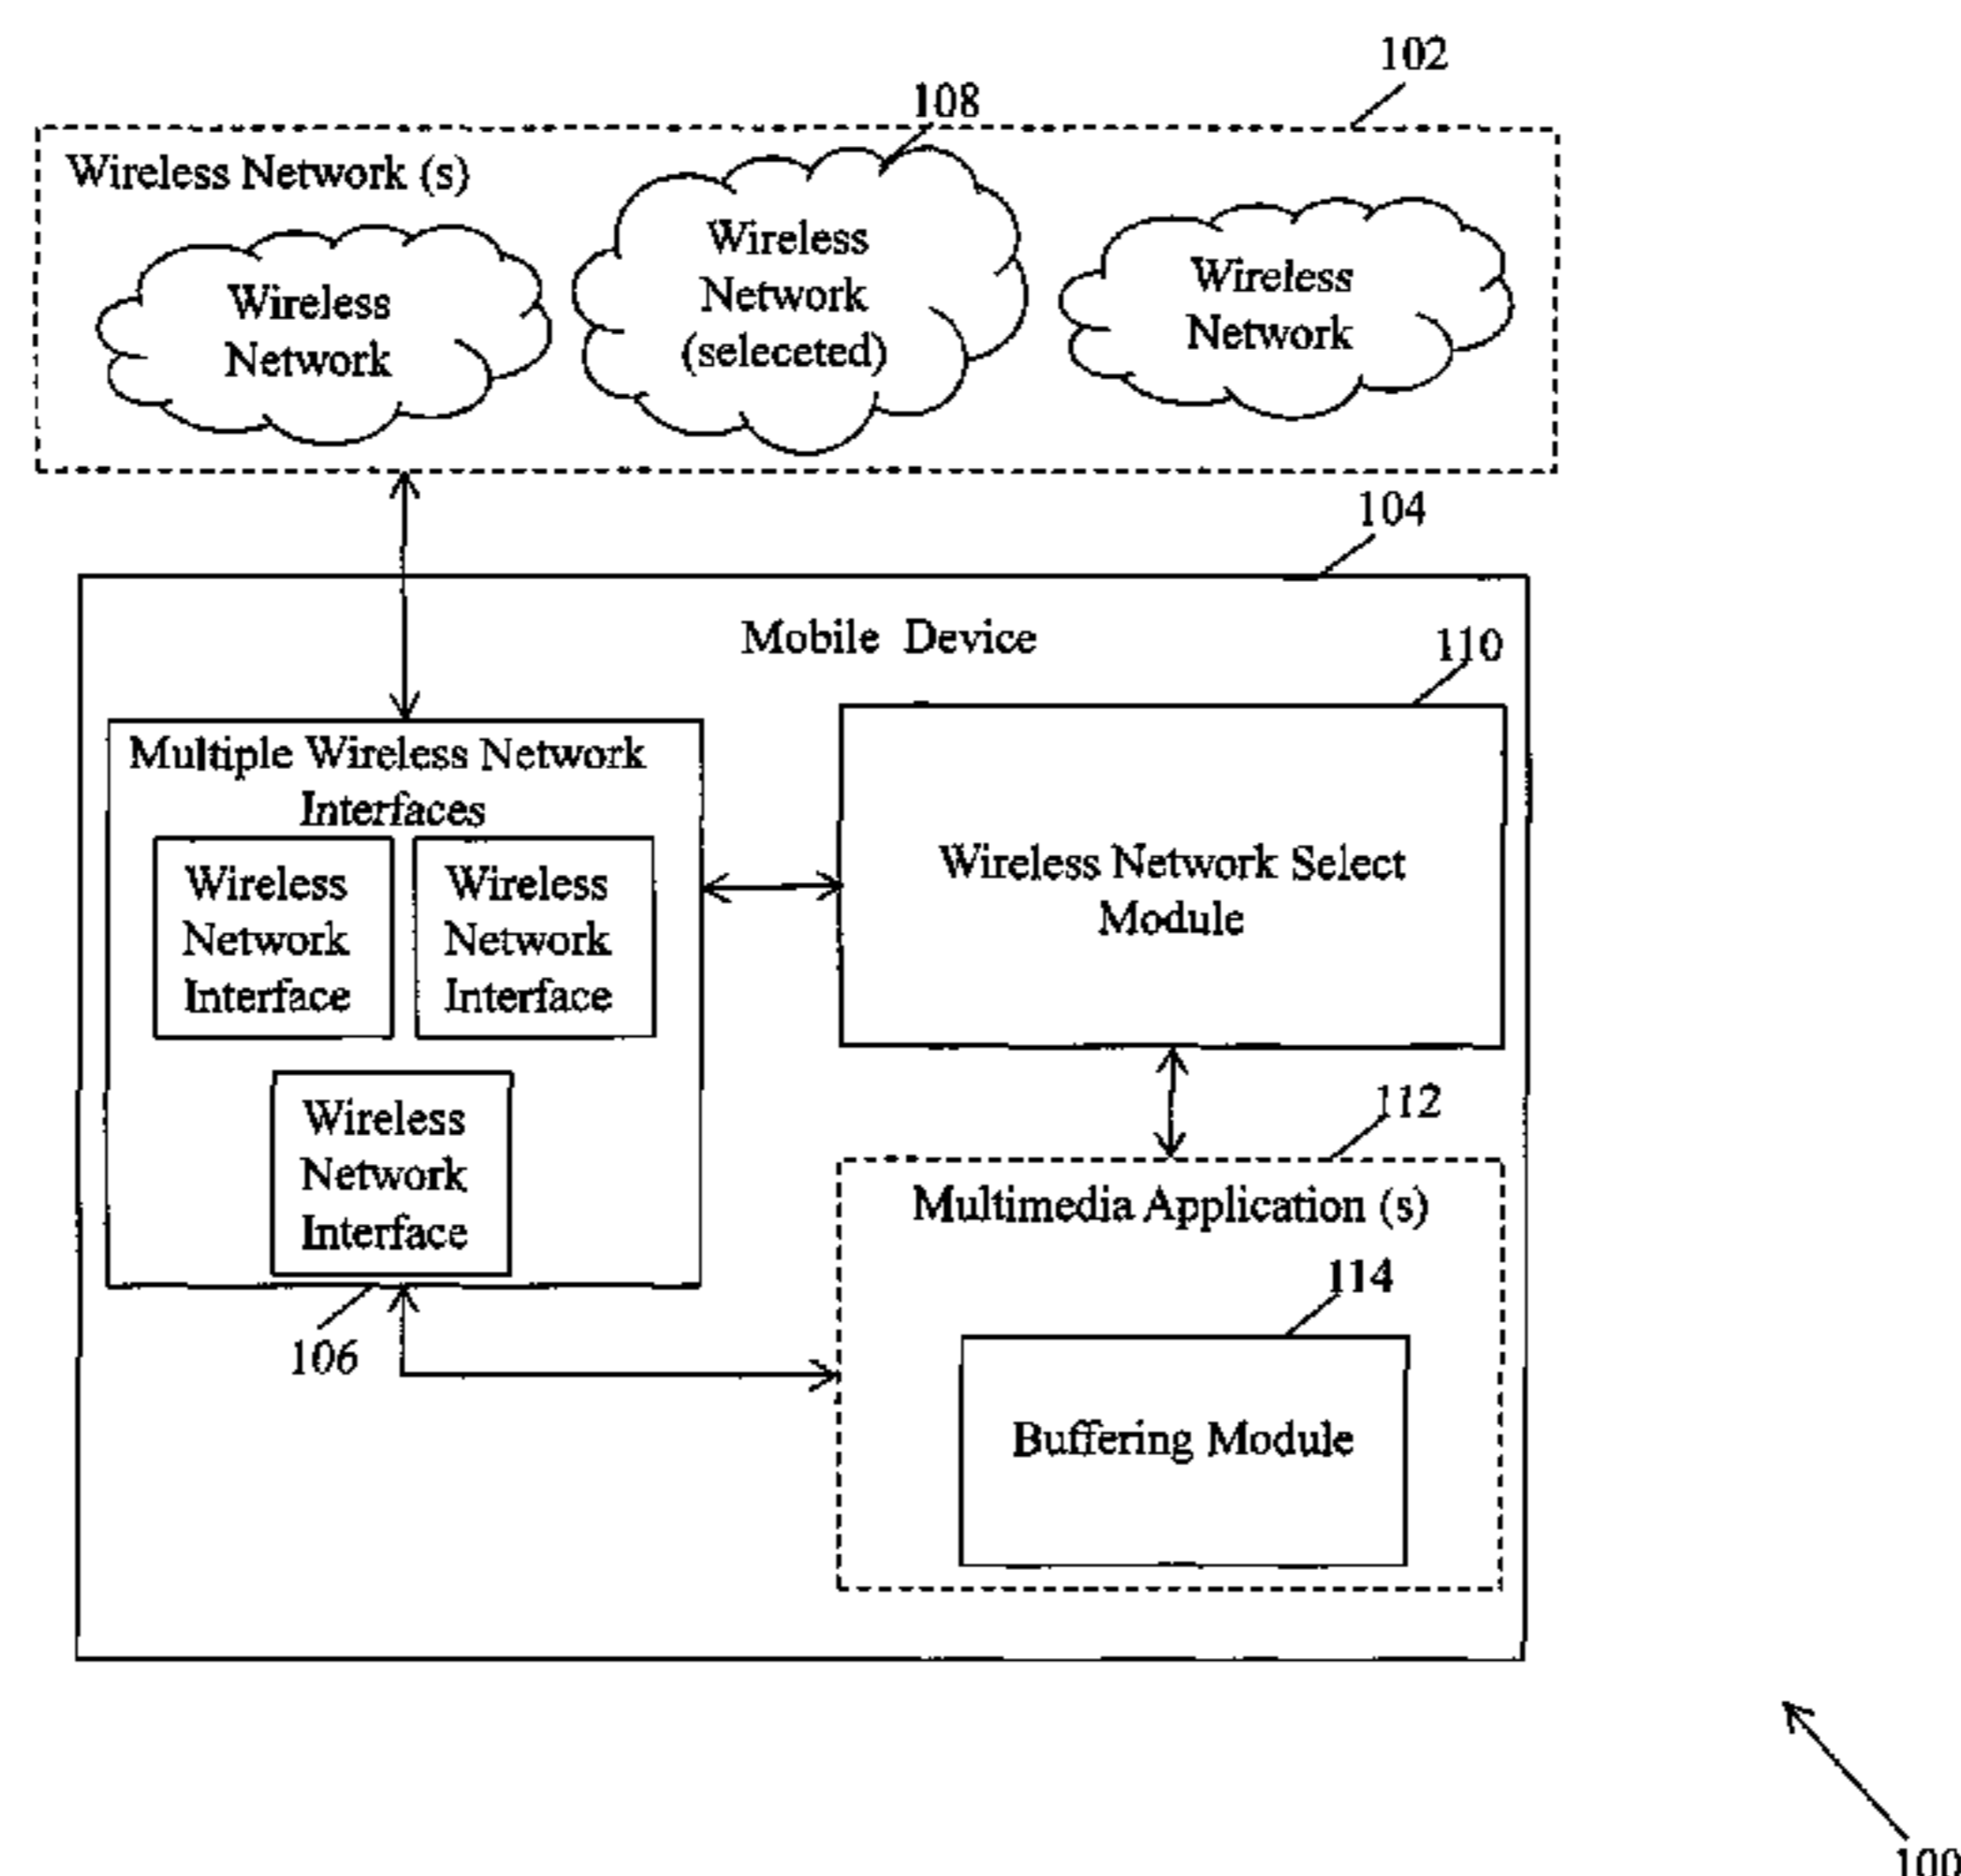 102
108
Wireless Network (s)
Wireless
Network
Wireless
Network
(seleceted)
Wireless
Network
104
Mobile Device
110
Multiple Wireless Network
Interfaces
Wireless
Network
Interface
Wireless
Network
Interface
Wireless
Network
Interface
106
Wireless Network Select
Module
112
Multimedia Application (s)
114
Buffering Module
100